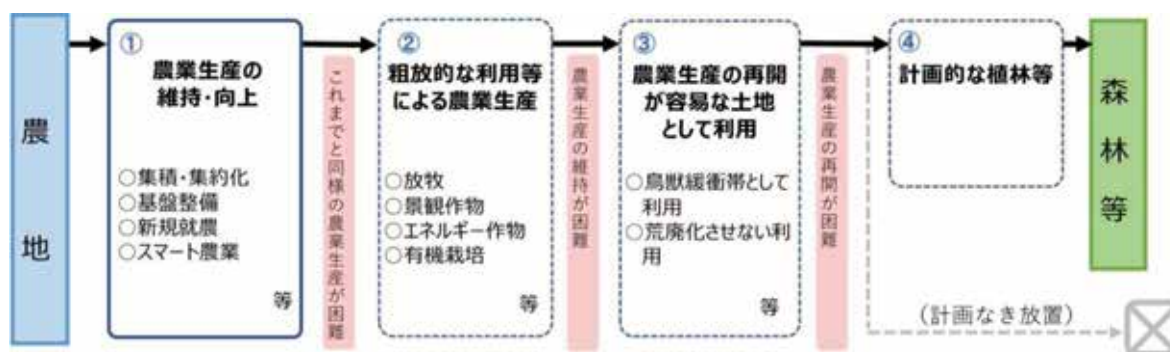 農地
①
農業生産の
維持・向上
○集積・集約化
○基盤整備
○新規就農
○スマート農業
等
これまでと同様の農業生産が困難
②
粗放的な利用等
による農業生産
○放牧
○景観作物
○エネルギー作物
○有機栽培
等
農業生産の維持が困難
③
農業生産の再開
が容易な土地
として利用
○鳥獣緩衝帯として
利用
○荒廃化させない利
用
等
農業生産の再開が困難
④
計画的な植林等
森林等
（計画なき放置）